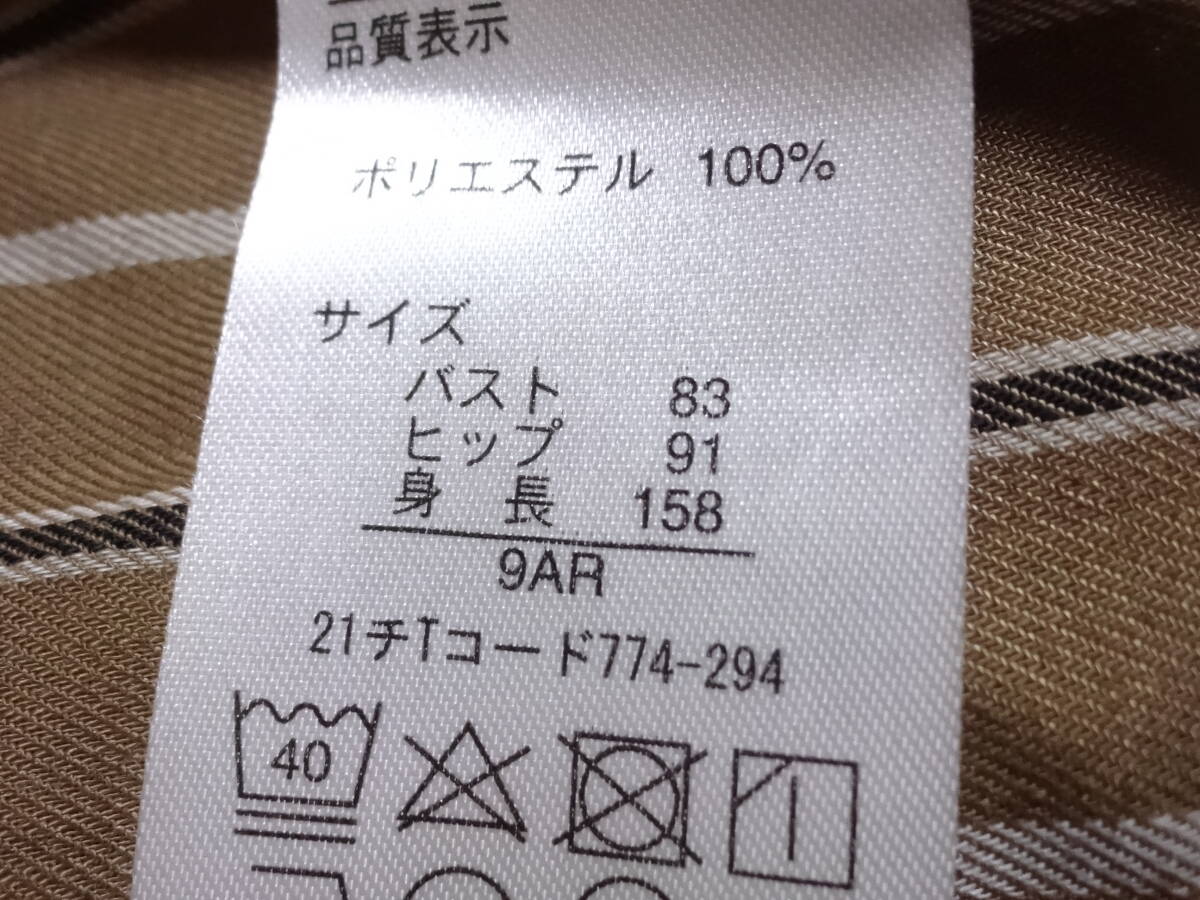 品質表示
ポリエステル 100%
サイズ
バスト 83
ヒップ 91
身長 158
9AR
21チTコード774-294
40